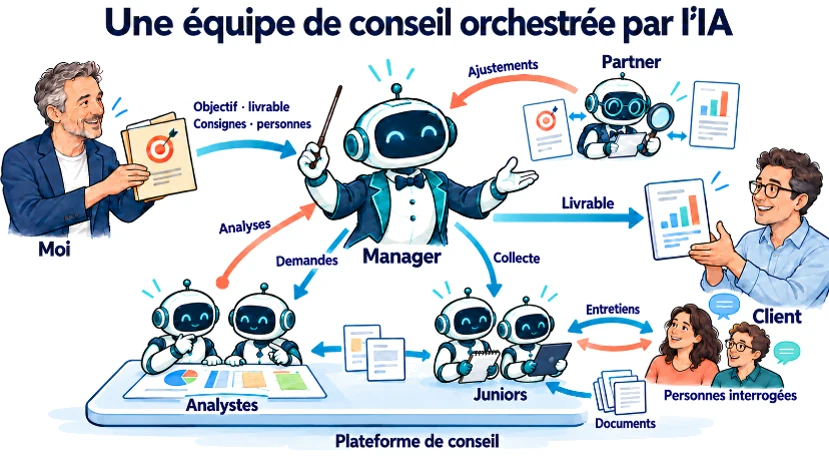 Une équipe de conseil orchestrée par l'IA
Ajustements
Partner
Objectif · livrable
Consignes · personnes
Moi
Analyses
Demandes
Manager
Collecte
Livrable
Client
Entretiens
Analystes
Juniors
Documents
Personnes interrogées
Plateforme de conseil